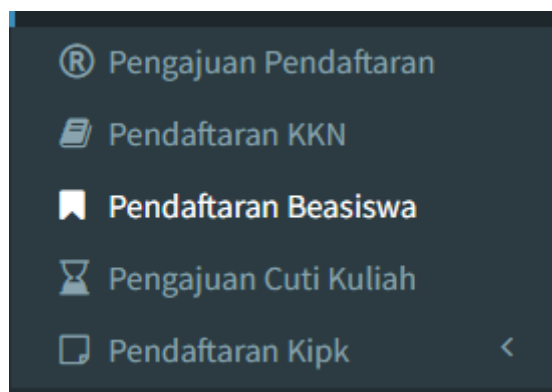 Pengajuan Pendaftaran
Pendaftaran KKN
Pendaftaran Beasiswa
Pengajuan Cuti Kuliah
Pendaftaran Kipk